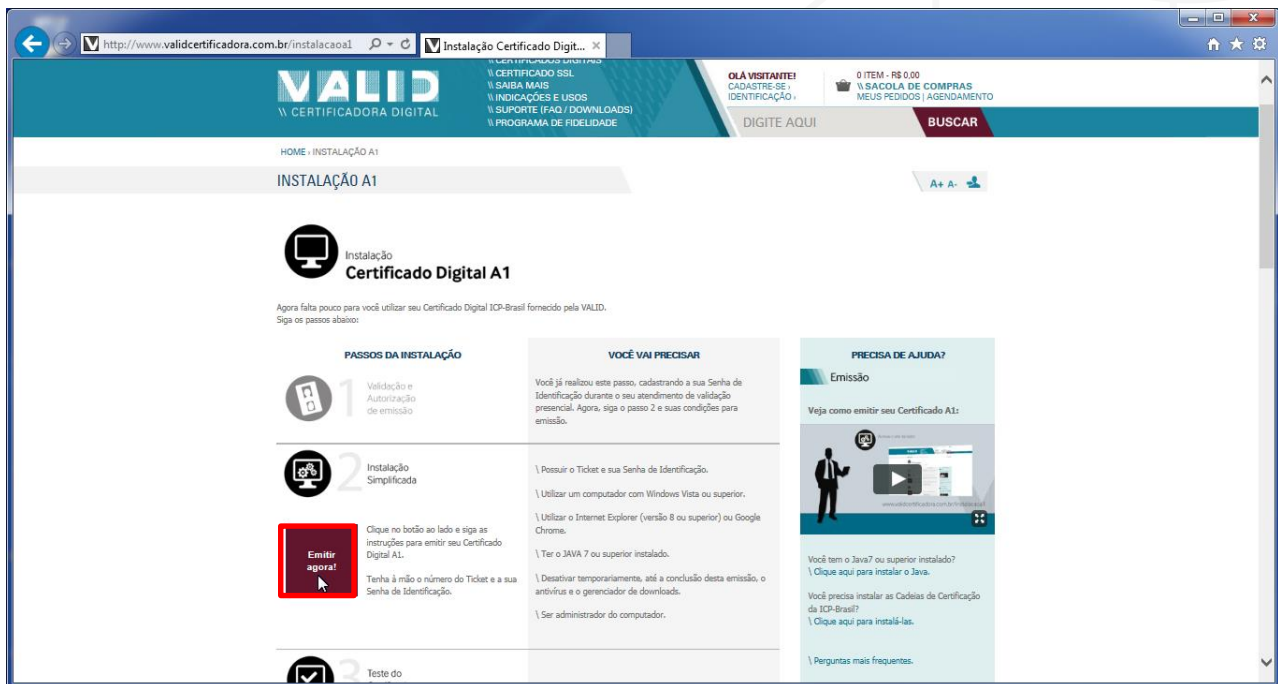 http://www.validcertificadora.com.br/instalacaoa1
Instalação Certificado Digit...
VALID
\\ CERTIFICADORA DIGITAL
\\ CERTIFICADOS DIGITAIS
\\ CERTIFICADO SSL
\\ SAIBA MAIS
\\ INDICAÇÕES E USOS
\\ SUPORTE (FAQ / DOWNLOADS)
\\ PROGRAMA DE FIDELIDADE
OLÁ VISITANTE!
CADASTRE-SE ›
IDENTIFICAÇÃO ›
0 ITEM - R$ 0,00
\\ SACOLA DE COMPRAS
MEUS PEDIDOS | AGENDAMENTO
DIGITE AQUI
BUSCAR
HOME › INSTALAÇÃO A1
INSTALAÇÃO A1
A+ A-
Instalação
Certificado Digital A1
Agora falta pouco para você utilizar seu Certificado Digital ICP-Brasil fornecido pela VALID.
Siga os passos abaixo:
PASSOS DA INSTALAÇÃO
1
Validação e
Autorização
de emissão
2
Instalação
Simplificada
Emitir
agora!
Clique no botão ao lado e siga as
instruções para emitir seu Certificado
Digital A1.
Tenha à mão o número do Ticket e a sua
Senha de Identificação.
3
Teste do
VOCÊ VAI PRECISAR
Você já realizou este passo, cadastrando a sua Senha de
Identificação durante o seu atendimento de validação
presencial. Agora, siga o passo 2 e suas condições para
emissão.
\ Possuir o Ticket e sua Senha de Identificação.
\ Utilizar um computador com Windows Vista ou superior.
\ Utilizar o Internet Explorer (versão 8 ou superior) ou Google
Chrome.
\ Ter o JAVA 7 ou superior instalado.
\ Desativar temporariamente, até a conclusão desta emissão, o
antivírus e o gerenciador de downloads.
\ Ser administrador do computador.
PRECISA DE AJUDA?
Emissão
Veja como emitir seu Certificado A1:
Você tem o Java7 ou superior instalado?
\ Clique aqui para instalar o Java.
Você precisa instalar as Cadeias de Certificação
da ICP-Brasil?
\ Clique aqui para instalá-las.
\ Perguntas mais frequentes.